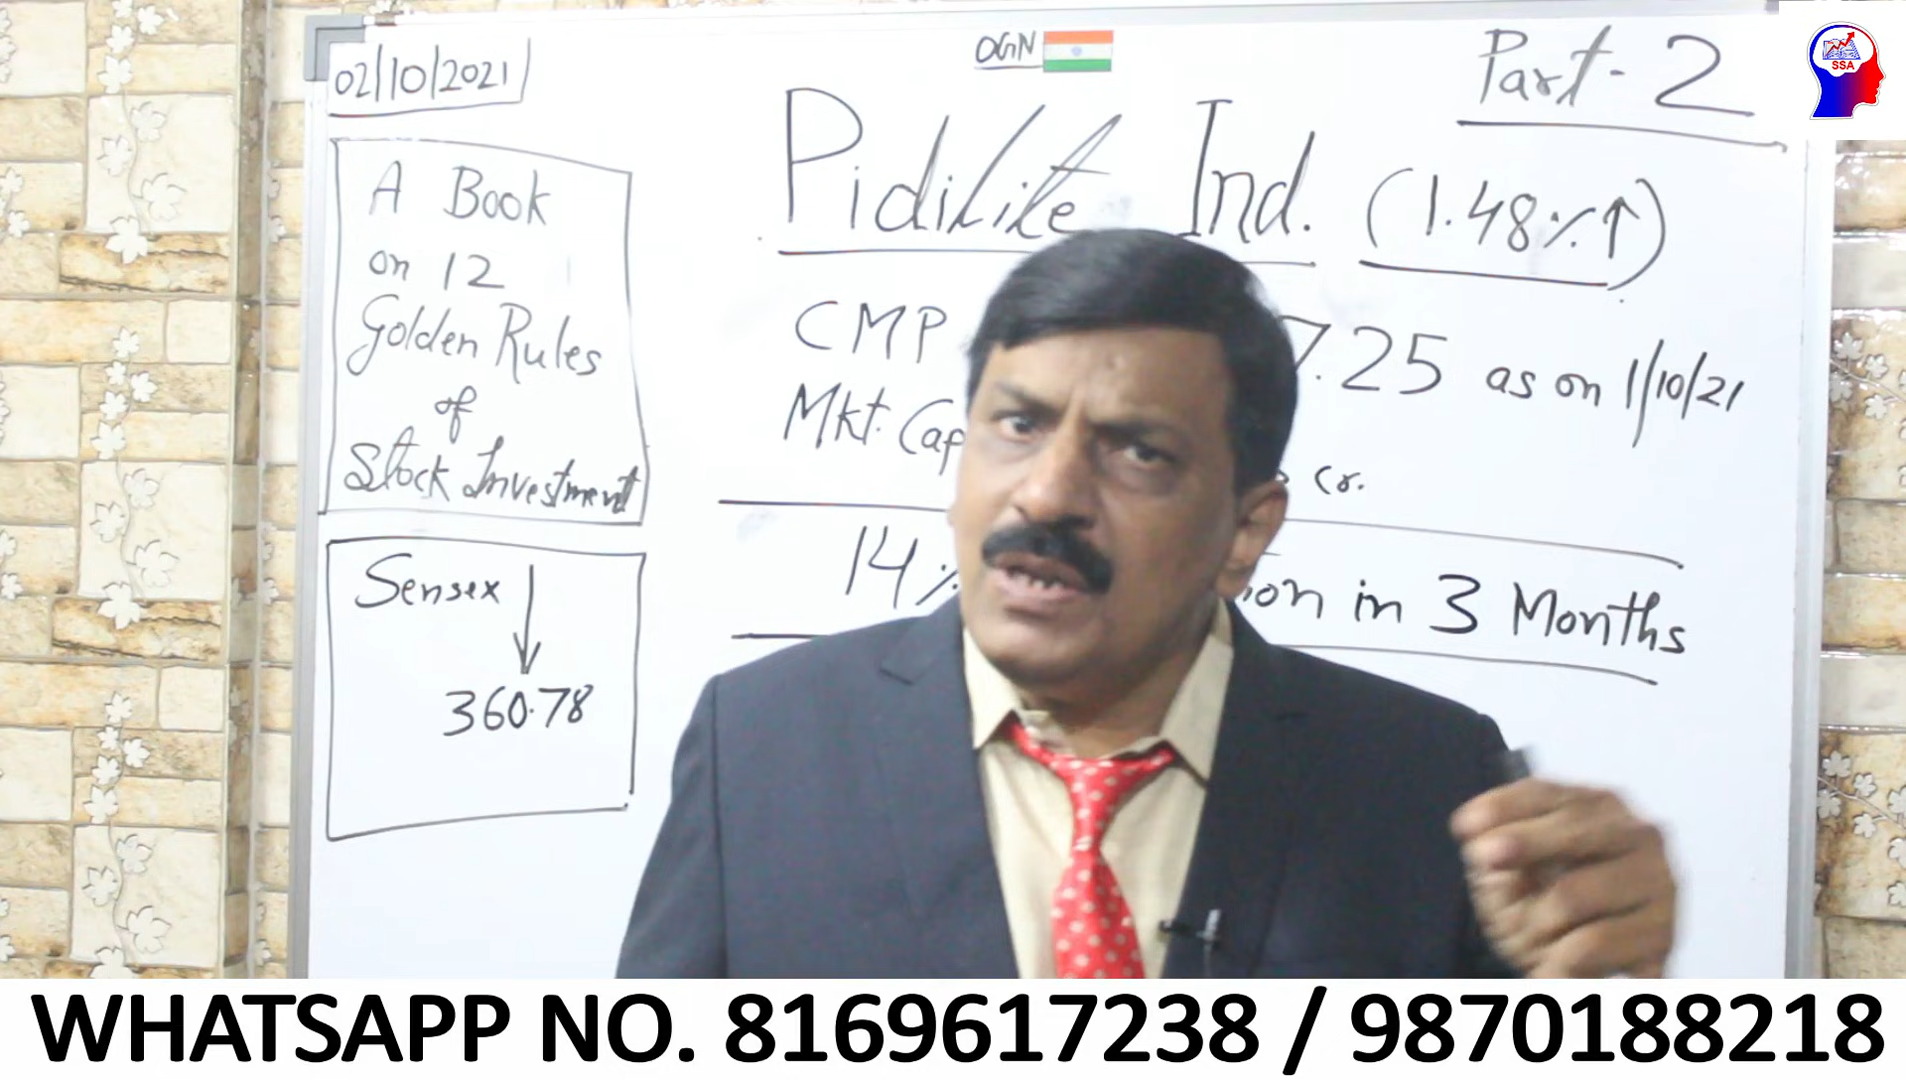 02/10/2021
OGN
Part-2
SSA
A Book
on 12
Golden Rules
of
Stock Investment
Pidilite Ind. (1.48%↑)
CMP 7.25 as on 1/10/21
Mkt. Cap Cr.
14% in 3 Months
Sensex ↓
360.78
WHATSAPP NO. 8169617238 / 9870188218